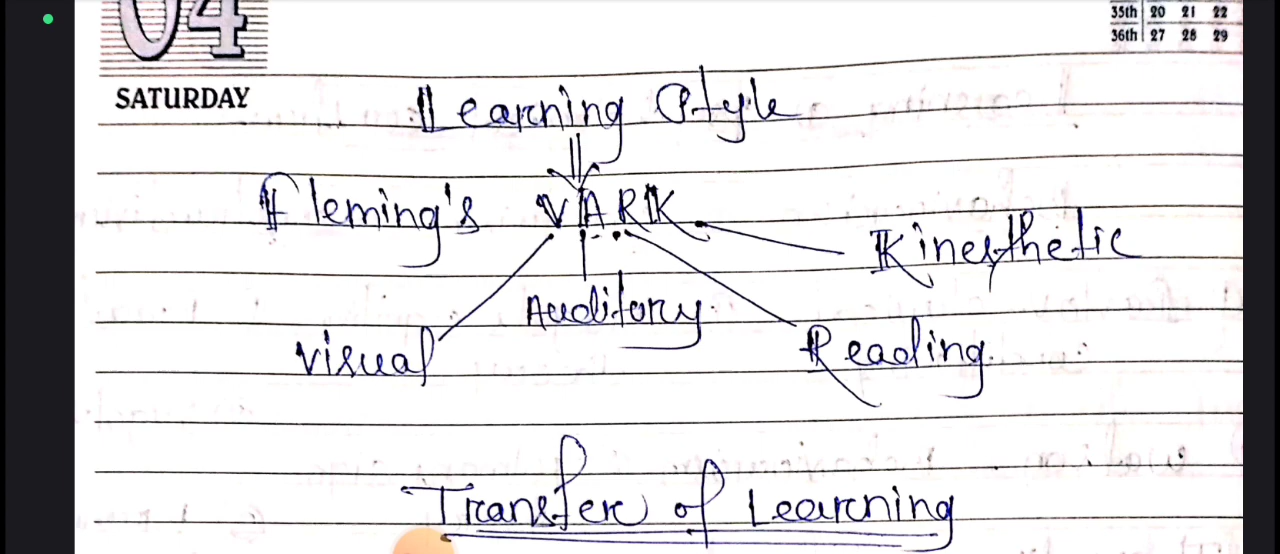 04
35th 20 21 22
36th 27 28 29
SATURDAY
Learning Style
Fleming's VARK
Kinesthetic
Auditory
Visual
Reading
Transfer of Learning